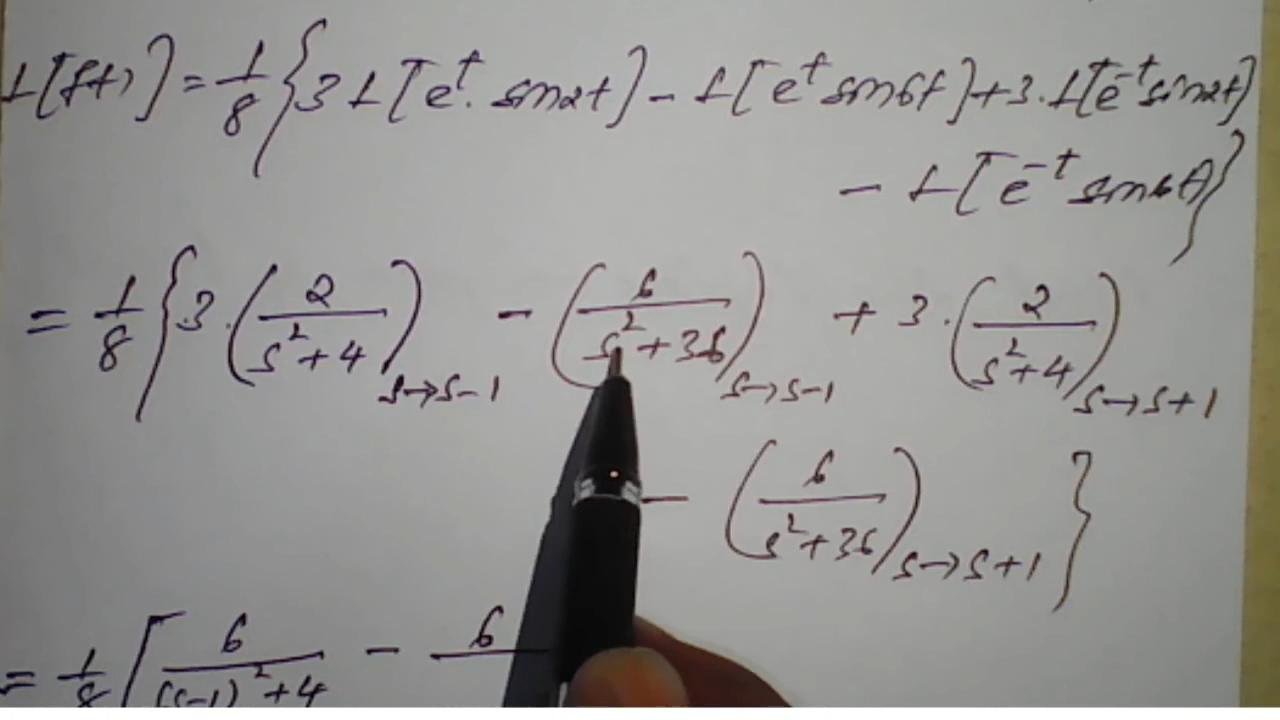 L[f(t)] = 1/8 { 3 L[e^t. sin2t] - L[e^t sin6t] + 3. L[e^-t sin2t]
- L[e^-t sin6t] }
= 1/8 { 3. (2/(s^2+4))_{s→s-1} - (6/(s^2+36))_{s→s-1} + 3. (2/(s^2+4))_{s→s+1}
- (6/(s^2+36))_{s→s+1} }
= 1/8 [ 6/((s-1)^2+4) - 6